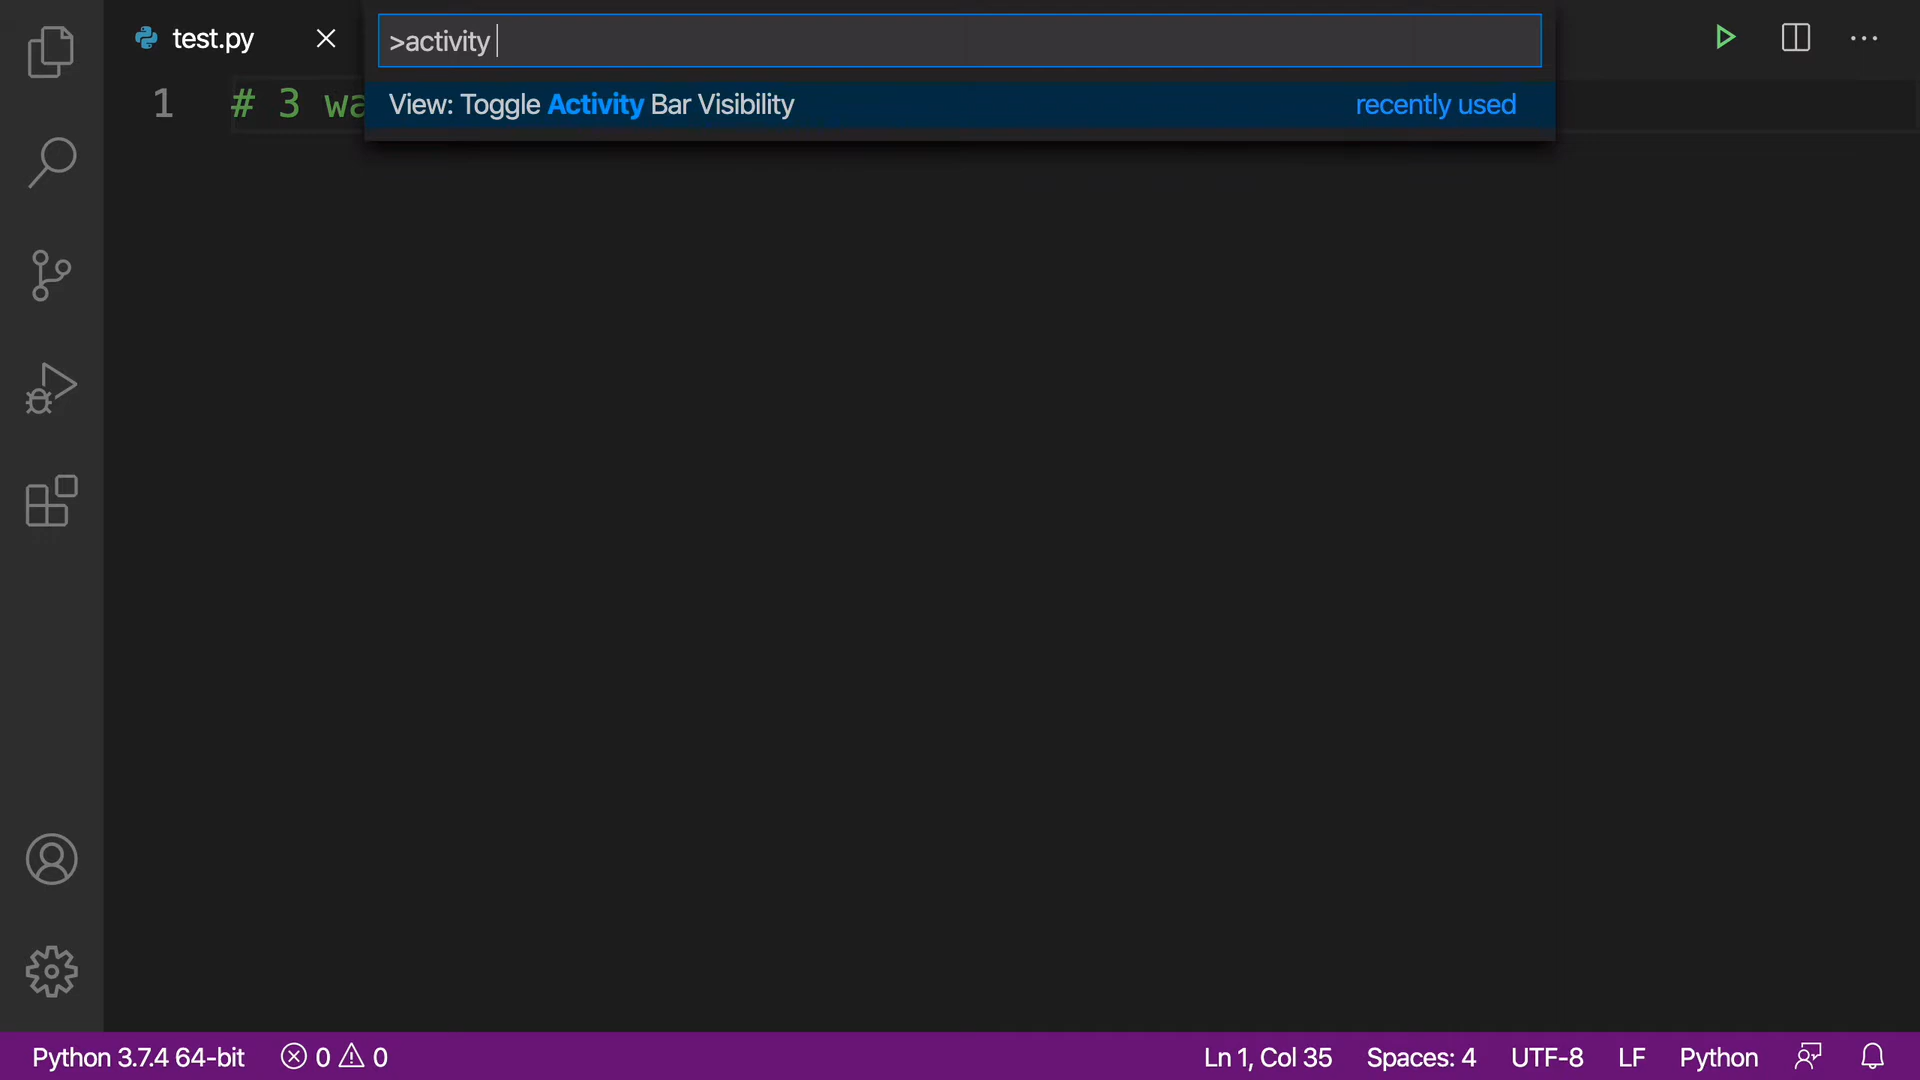 test.py
>activity
View: Toggle Activity Bar Visibility recently used
1 # 3
Python 3.7.4 64-bit 0 0 Ln 1, Col 35 Spaces: 4 UTF-8 LF Python